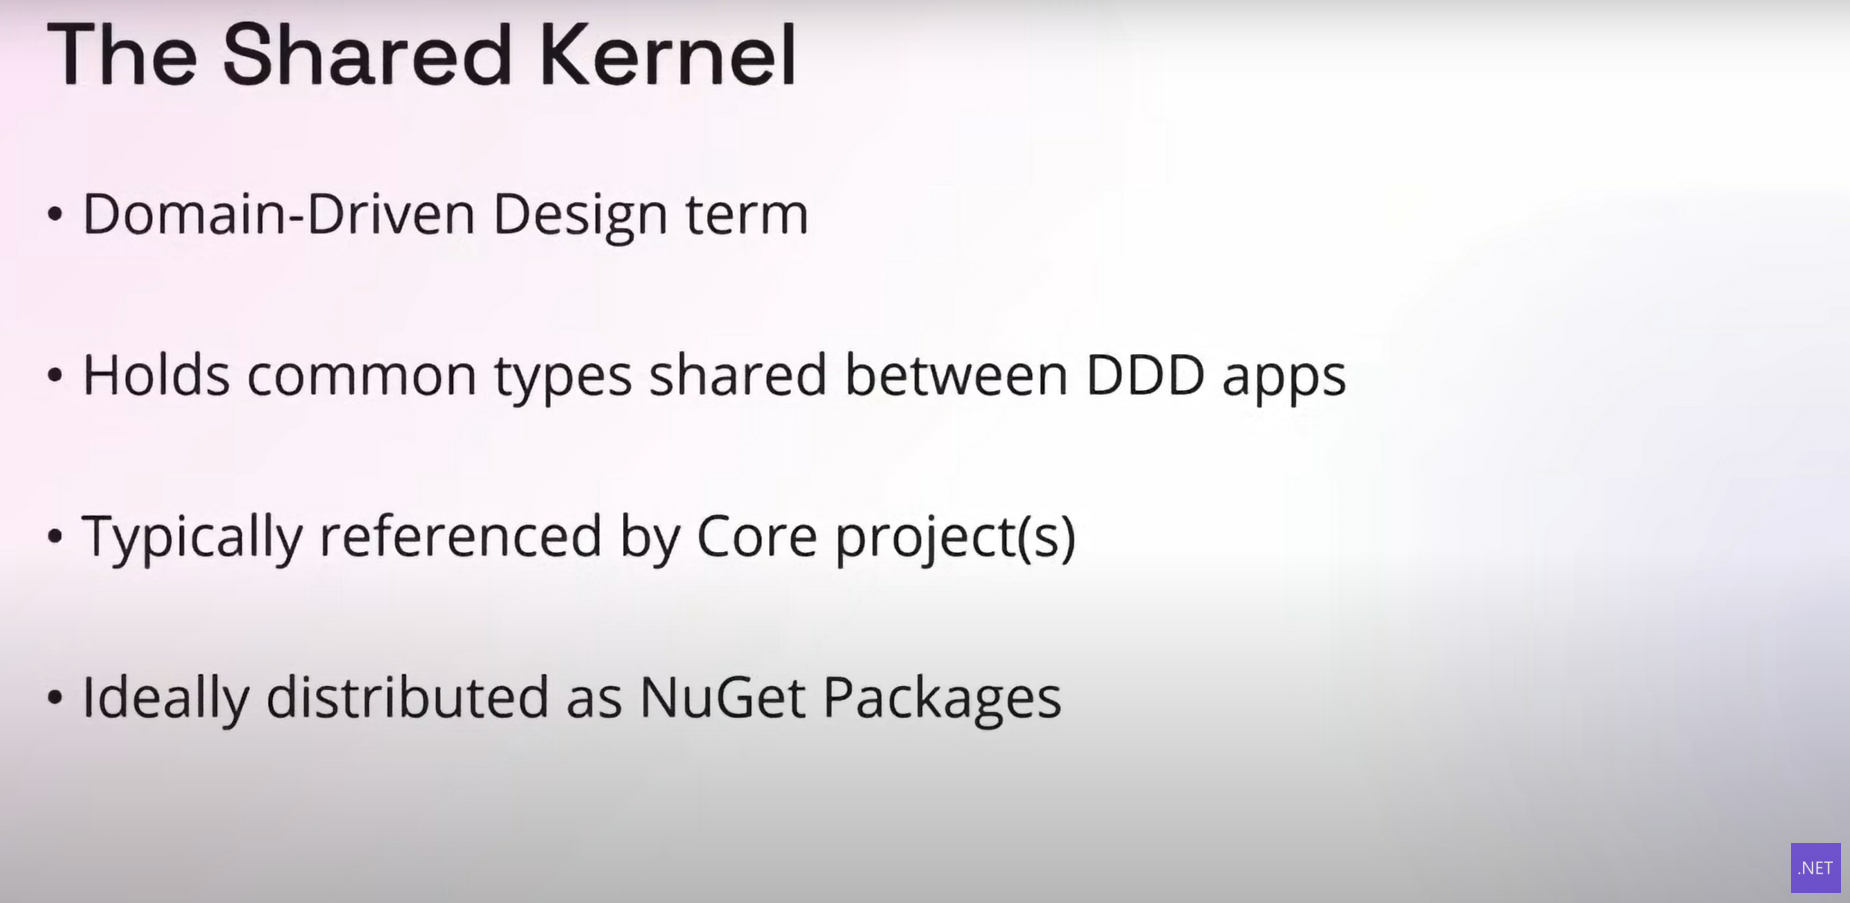 The Shared Kernel
• Domain-Driven Design term
• Holds common types shared between DDD apps
• Typically referenced by Core project(s)
• Ideally distributed as NuGet Packages
.NET